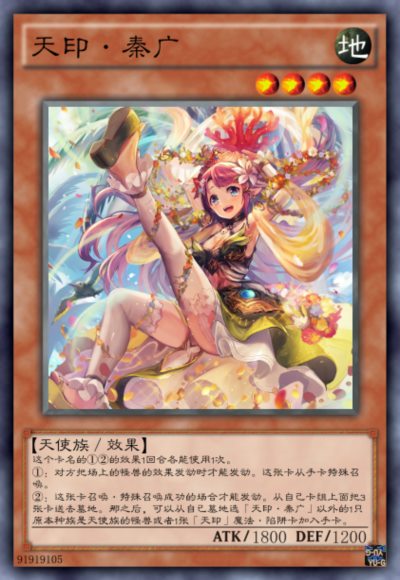 天印·秦广
地
【天使族／效果】
这个卡名的①②的效果1回合各能使用1次。
①：对方把场上的怪兽的效果发动时才能发动。这张卡从手卡特殊召
唤。
②：这张卡召唤·特殊召唤成功的场合才能发动。从自己卡组上面把3
张卡送去墓地。那之后，可以从自己墓地选「天印·秦广」以外的1只
原本种族是天使族的怪兽或者1张「天印」魔法·陷阱卡加入手卡。
ATK/1800 DEF/1200
91919105
YU-G